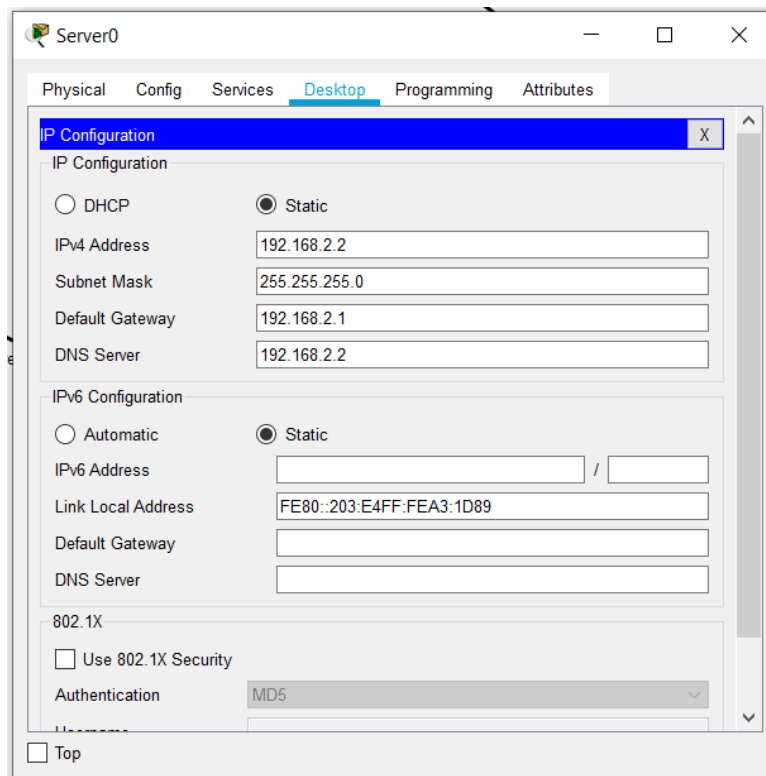 Server0
Physical Config Services Desktop Programming Attributes
IP Configuration X
IP Configuration
DHCP Static
IPv4 Address 192.168.2.2
Subnet Mask 255.255.255.0
Default Gateway 192.168.2.1
DNS Server 192.168.2.2
IPv6 Configuration
Automatic Static
IPv6 Address /
Link Local Address FE80::203:E4FF:FEA3:1D89
Default Gateway
DNS Server
802.1X
Use 802.1X Security
Authentication MD5
Top